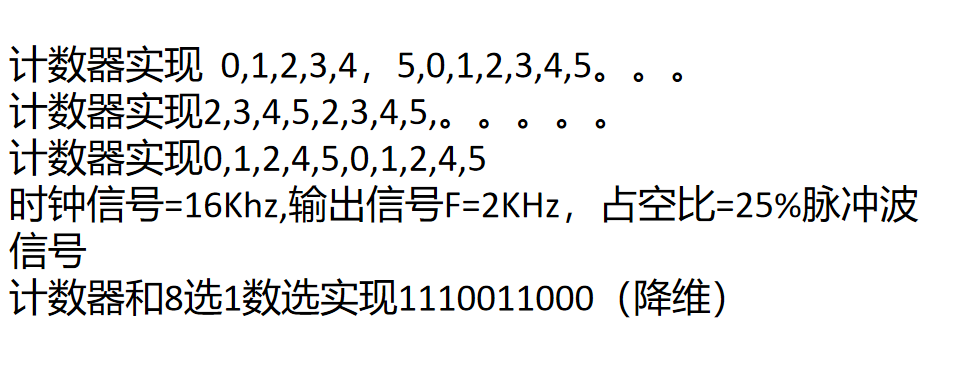 计数器实现 0,1,2,3,4，5,0,1,2,3,4,5。。。
计数器实现2,3,4,5,2,3,4,5,。。。。。
计数器实现0,1,2,4,5,0,1,2,4,5
时钟信号=16Khz,输出信号F=2KHz，占空比=25%脉冲波
信号
计数器和8选1数选实现1110011000（降维）